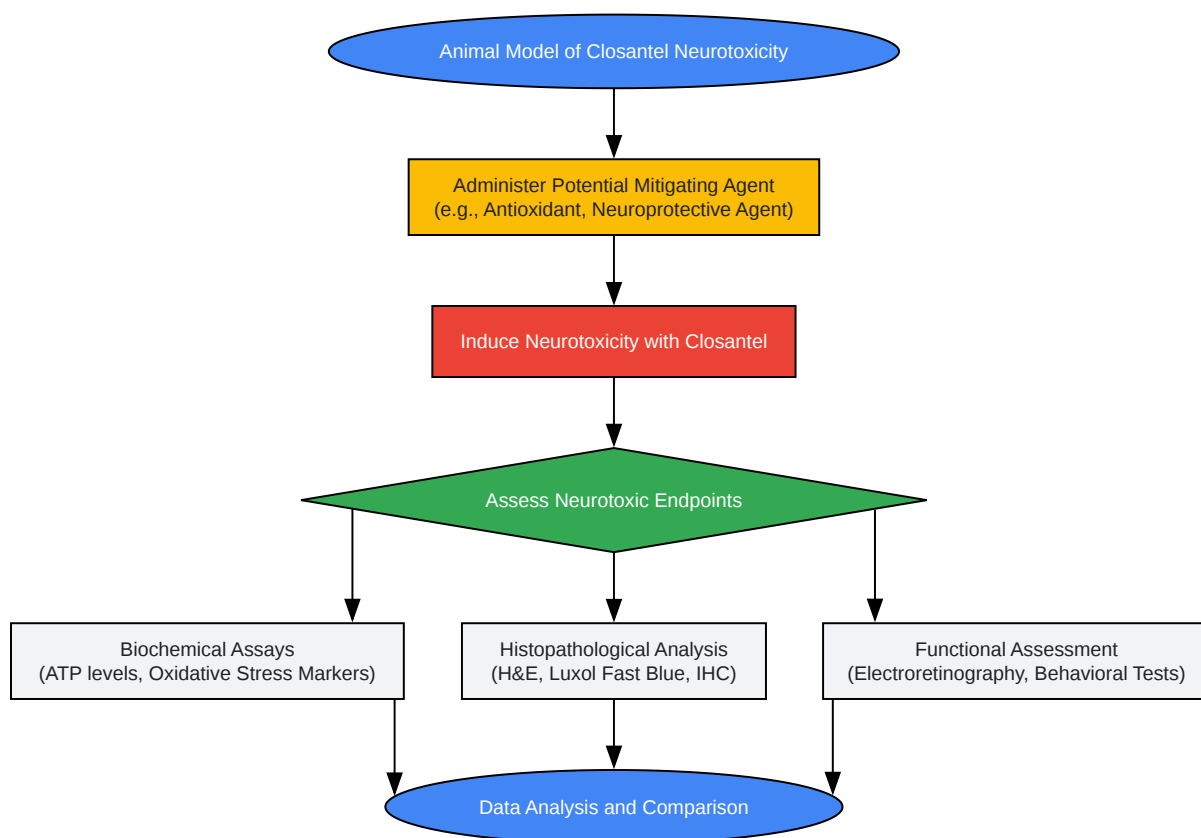 Animal Model of Closantel Neurotoxicity
Administer Potential Mitigating Agent
(e.g., Antioxidant, Neuroprotective Agent)
Induce Neurotoxicity with Closantel
Assess Neurotoxic Endpoints
Biochemical Assays
(ATP levels, Oxidative Stress Markers)
Histopathological Analysis
(H&E, Luxol Fast Blue, IHC)
Functional Assessment
(Electroretinography, Behavioral Tests)
Data Analysis and Comparison